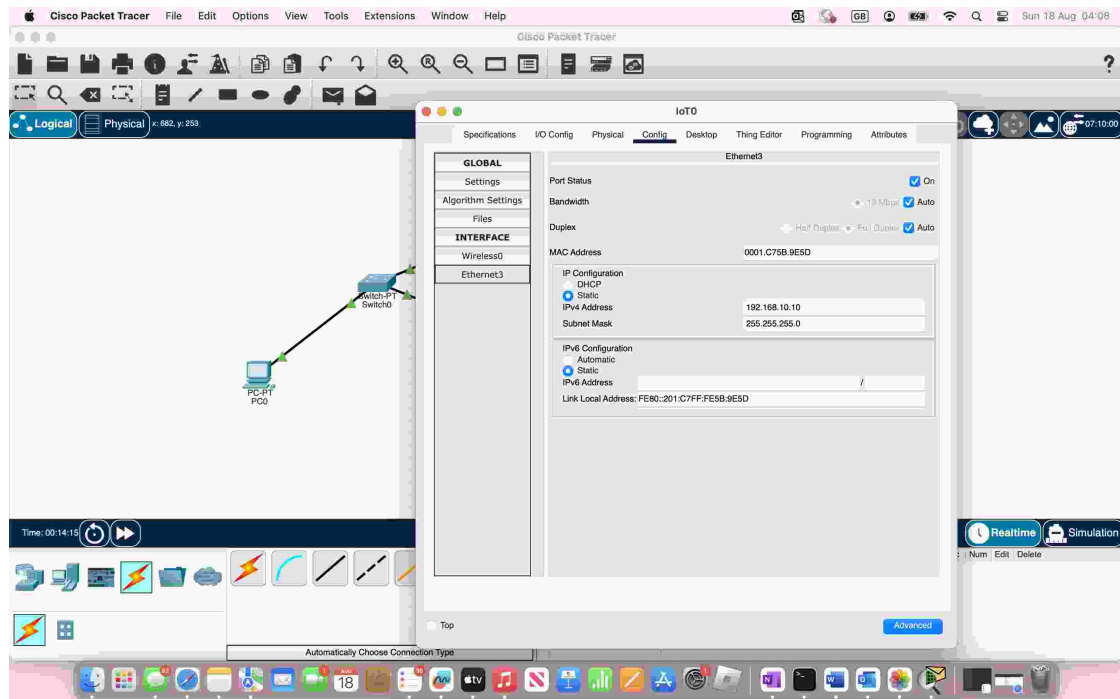 Cisco Packet Tracer File Edit Options View Tools Extensions Window Help GB Sun 18 Aug 04:08
Cisco Packet Tracer
?
Logical Physical x: 682, y: 253 07:10:00
IoT0
Specifications I/O Config Physical Config Desktop Thing Editor Programming Attributes
GLOBAL
Settings
Algorithm Settings
Files
INTERFACE
Wireless0
Ethernet3
Ethernet3
Port Status On
Bandwidth 10 Mbps Auto
Duplex Half Duplex Full Duplex Auto
MAC Address 0001.C75B.9E5D
IP Configuration
DHCP
Static
IPv4 Address 192.168.10.10
Subnet Mask 255.255.255.0
IPv6 Configuration
Automatic
Static
IPv6 Address /
Link Local Address: FE80::201:C7FF:FE5B:9E5D
Top
Advanced
Switch-PT
Switch0
PC-PT
PC0
Time: 00:14:15 Realtime Simulation
Num Edit Delete
Automatically Choose Connection Type
18
tv